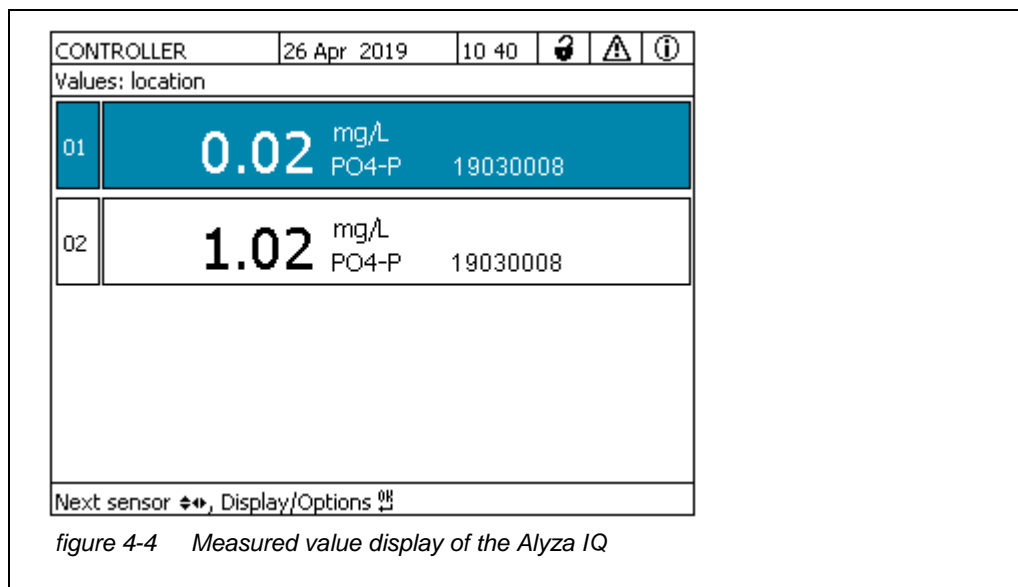 CONTROLLER 26 Apr 2019 10 40
Values: location
01 0.02 mg/L PO4-P 19030008
02 1.02 mg/L PO4-P 19030008
Next sensor , Display/Options OK
figure 4-4 Measured value display of the Alyza IQ